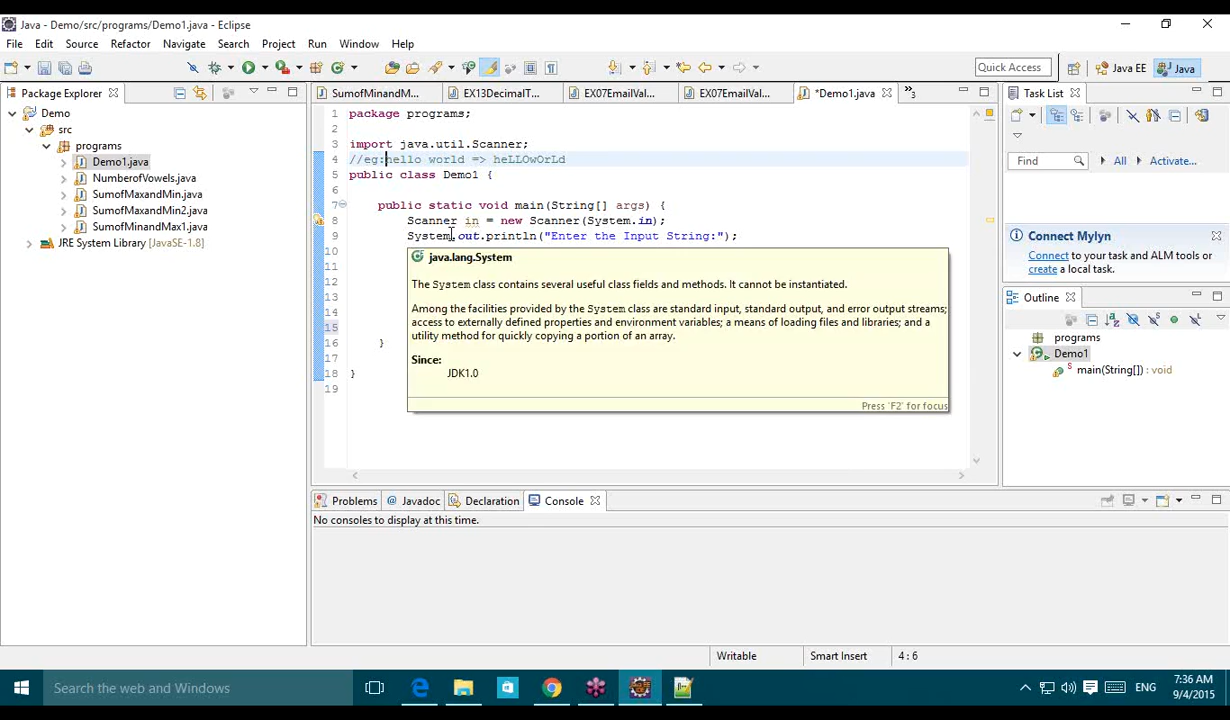 Java - Demo/src/programs/Demo1.java - Eclipse
File Edit Source Refactor Navigate Search Project Run Window Help
Quick Access
Java EE
Java
Package Explorer
SumofMinandM...
EX13DecimalT...
EX07EmailVal...
EX07EmailVal...
*Demo1.java
»3
Task List
Demo
src
programs
Demo1.java
NumberofVowels.java
SumofMaxandMin.java
SumofMaxandMin2.java
SumofMinandMax1.java
JRE System Library [JavaSE-1.8]
1 package programs;
2
3 import java.util.Scanner;
4 //eg:hello world => heLLOwOrLd
5 public class Demo1 {
6
7 public static void main(String[] args) {
8 Scanner in = new Scanner(System.in);
9 System.out.println("Enter the Input String:");
10
11
12
13
14
15
16 }
17
18 }
19
java.lang.System
The System class contains several useful class fields and methods. It cannot be instantiated.
Among the facilities provided by the System class are standard input, standard output, and error output streams;
access to externally defined properties and environment variables; a means of loading files and libraries; and a
utility method for quickly copying a portion of an array.
Since:
JDK1.0
Press 'F2' for focus
Find
All
Activate...
Connect Mylyn
Connect to your task and ALM tools or
create a local task.
Outline
programs
Demo1
main(String[]) : void
Problems
@ Javadoc
Declaration
Console
No consoles to display at this time.
Writable
Smart Insert
4 : 6
Search the web and Windows
ENG
7:36 AM
9/4/2015